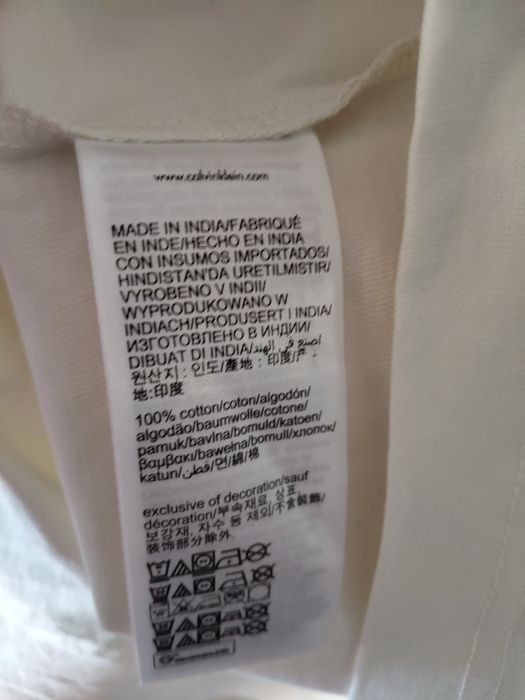 www.calvinklein.com
MADE IN INDIA/FABRIQUÉ
EN INDE/HECHO EN INDIA
CON INSUMOS IMPORTADOS/
HINDISTAN'DA URETILMISTIR/
VYROBENO V INDII/
WYPRODUKOWANO W
INDIACH/PRODUSERT I INDIA/
ИЗГОТОВЛЕНО В ИНДИИ/
DIBUAT DI INDIA/اصنع في الهند/
원산지 : 인도/產地 : 印度/产
地:印度
100% cotton/coton/algodón/
algodão/baumwolle/cotone/
pamuk/bavlna/bomuld/katoen/
βαμβακι/bawełna/bomull/хлопок/
katun/قطن/면/綿/棉
exclusive of decoration/sauf
décoration/부속재료, 상표,
보강재, 자수 등 제외/不含裝飾/
装饰部分除外.